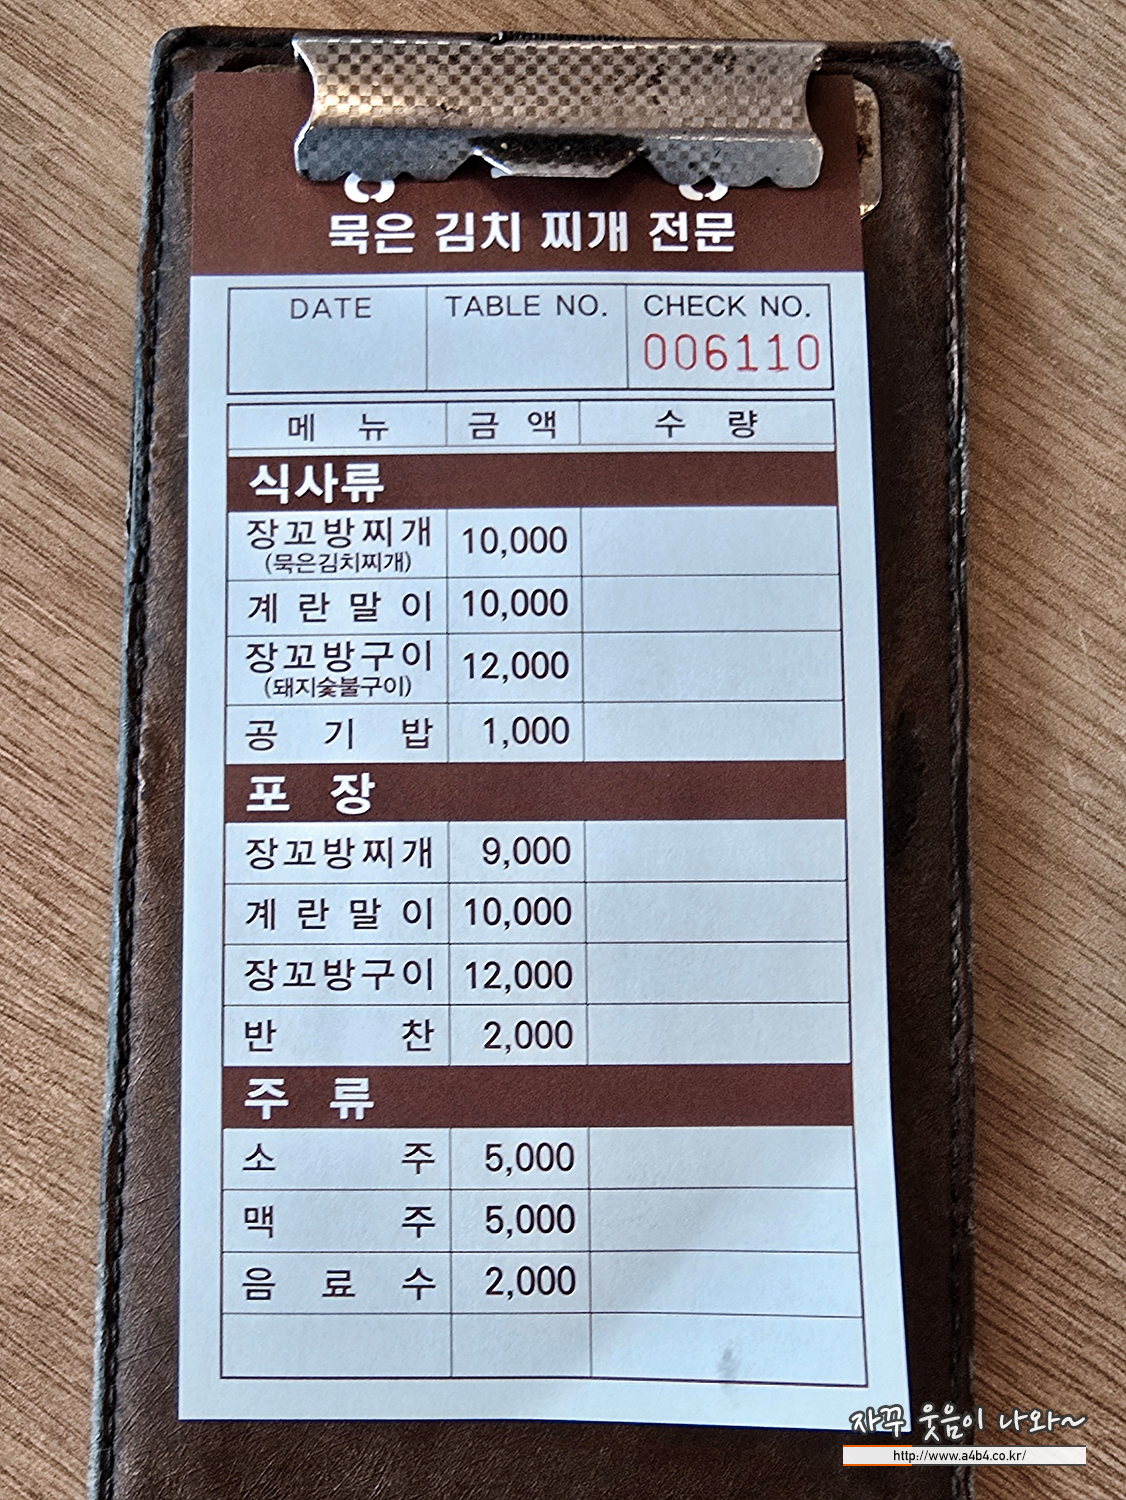 묵은 김치 찌개 전문
DATE TABLE NO. CHECK NO.
006110
메 뉴 금 액 수 량
식사류
장꼬방찌개 10,000
(묵은김치찌개)
계란말이 10,000
장꼬방구이 12,000
(돼지숯불구이)
공기밥 1,000
포 장
장꼬방찌개 9,000
계란말이 10,000
장꼬방구이 12,000
반 찬 2,000
주 류
소 주 5,000
맥 주 5,000
음 료 수 2,000
자꾸 웃음이 나와~
http://www.a4b4.co.kr/